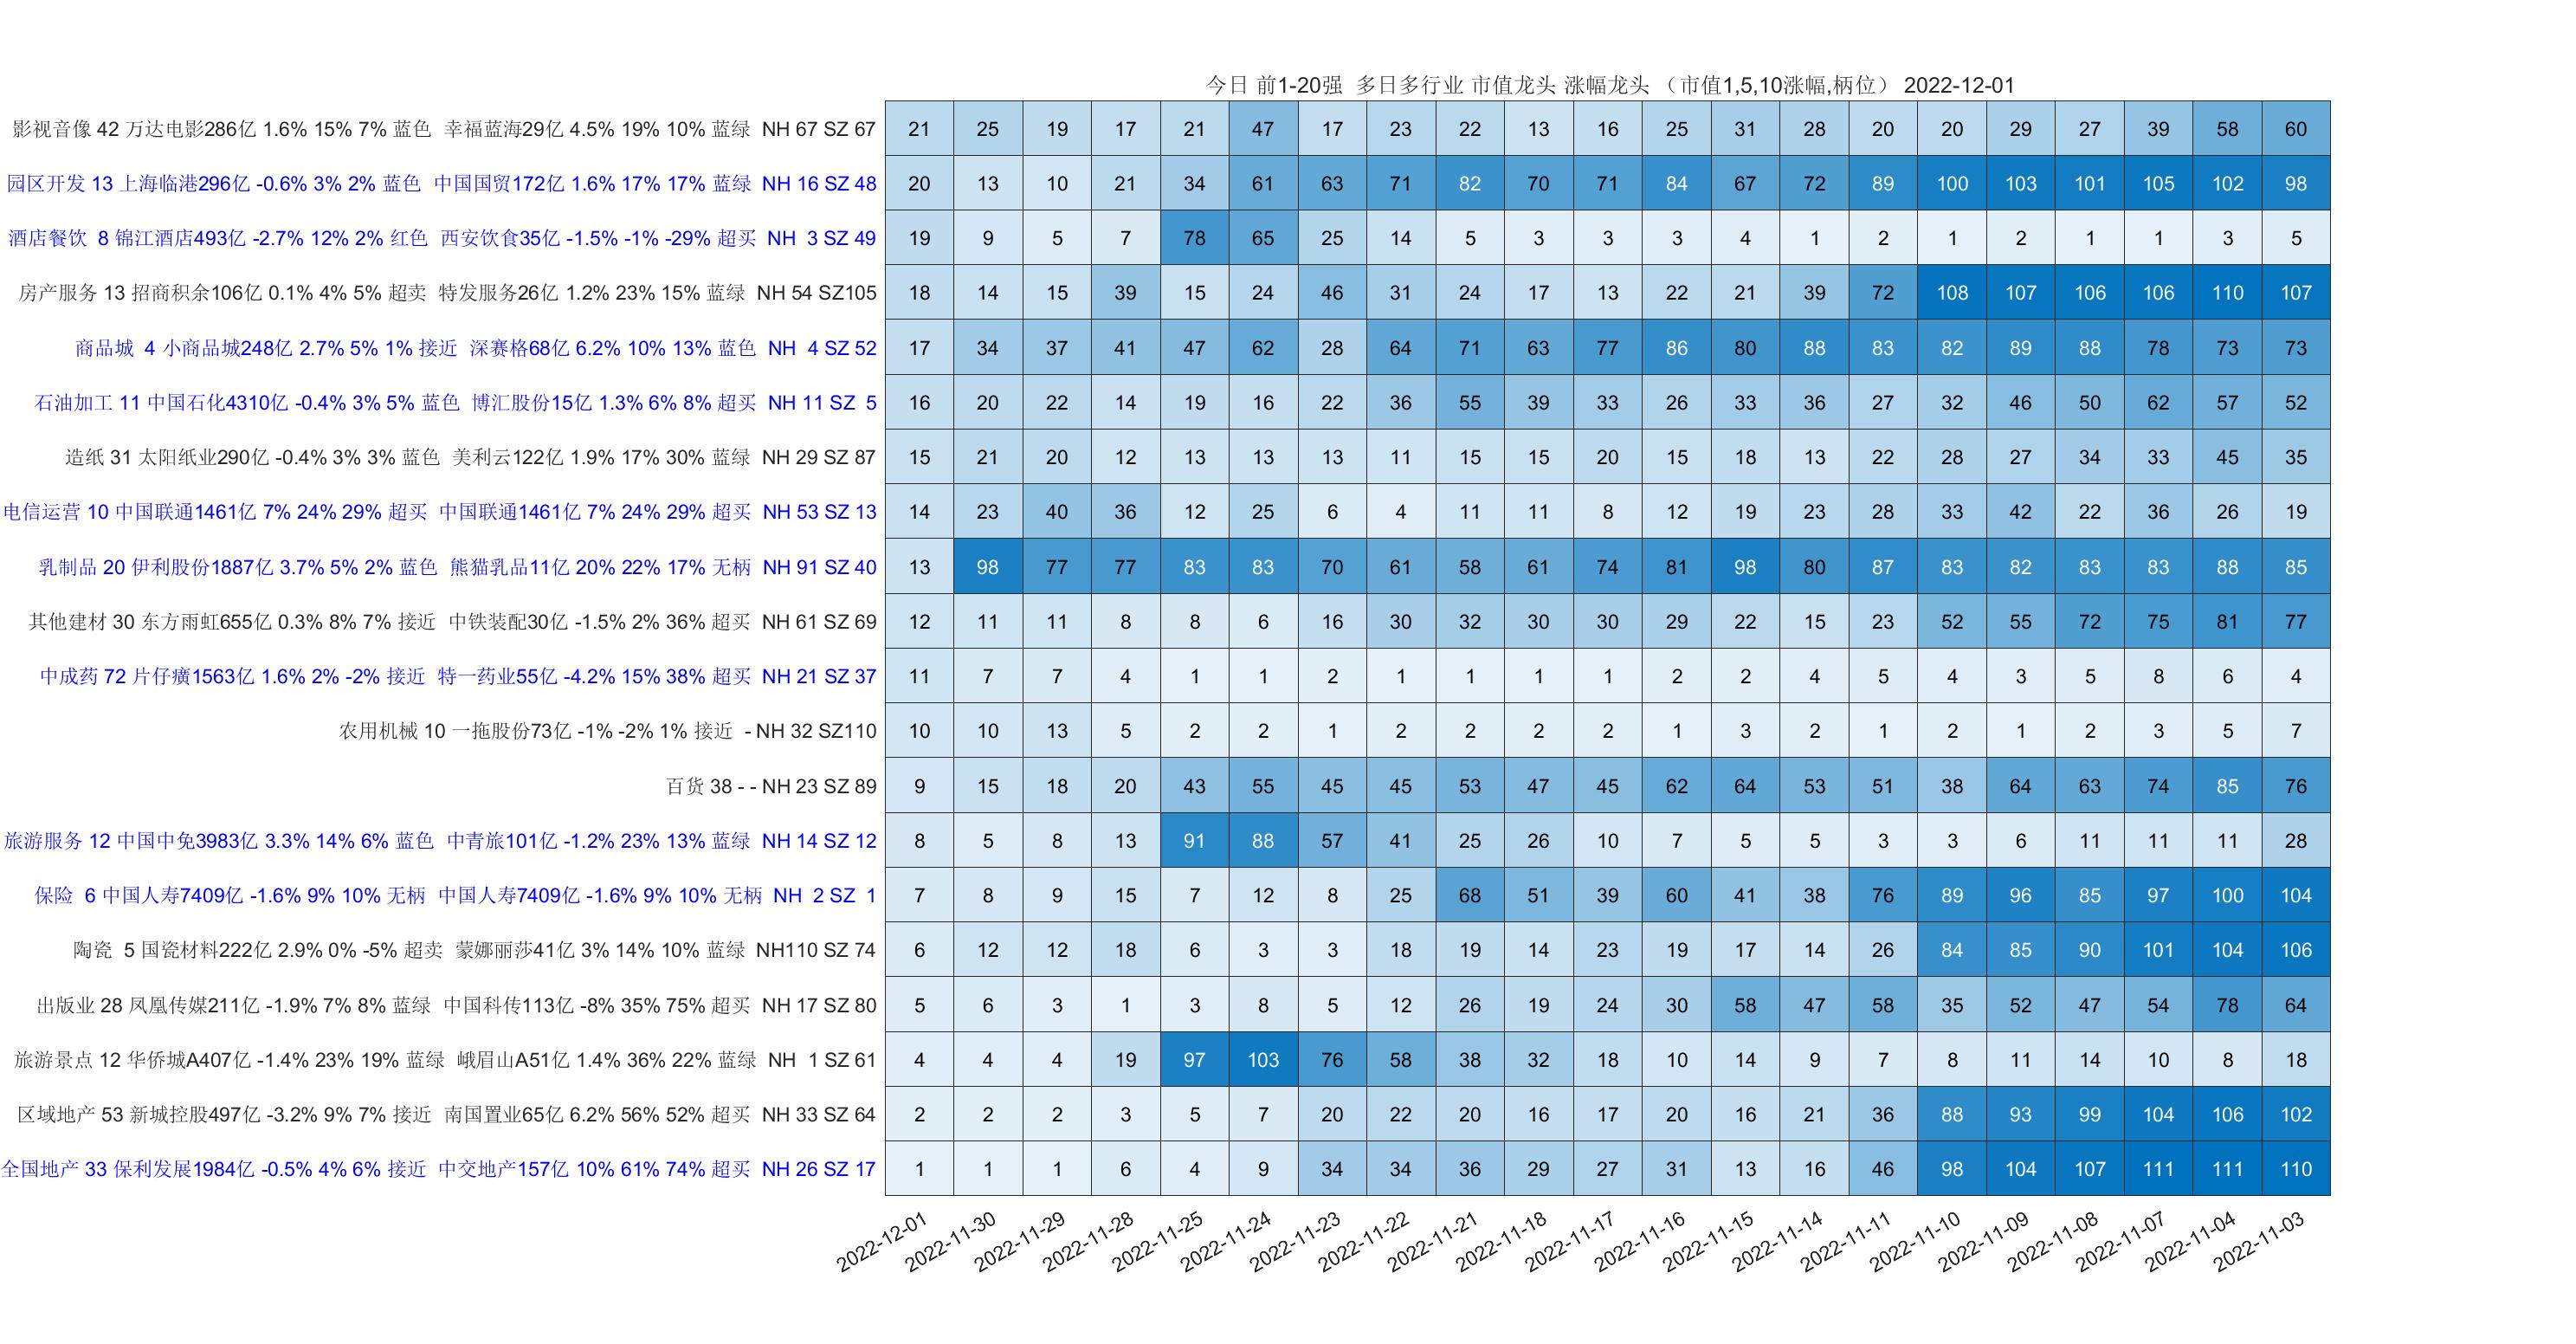 今日 前1-20强 多日多行业 市值龙头 涨幅龙头 （市值1,5,10涨幅,柄位） 2022-12-01
影视音像 42 万达电影286亿 1.6% 15% 7% 蓝色 幸福蓝海29亿 4.5% 19% 10% 蓝绿 NH 67 SZ 67 21 25 19 17 21 47 17 23 22 13 16 25 31 28 20 20 29 27 39 58 60
园区开发 13 上海临港296亿 -0.6% 3% 2% 蓝色 中国国贸172亿 1.6% 17% 17% 蓝绿 NH 16 SZ 48 20 13 10 21 34 61 63 71 82 70 71 84 67 72 89 100 103 101 105 102 98
酒店餐饮 8 锦江酒店493亿 -2.7% 12% 2% 红色 西安饮食35亿 -1.5% -1% -29% 超买 NH 3 SZ 49 19 9 5 7 78 65 25 14 5 3 3 3 4 1 2 1 2 1 1 3 5
房产服务 13 招商积余106亿 0.1% 4% 5% 超卖 特发服务26亿 1.2% 23% 15% 蓝绿 NH 54 SZ105 18 14 15 39 15 24 46 31 24 17 13 22 21 39 72 108 107 106 106 110 107
商品城 4 小商品城248亿 2.7% 5% 1% 接近 深赛格68亿 6.2% 10% 13% 蓝色 NH 4 SZ 52 17 34 37 41 47 62 28 64 71 63 77 86 80 88 83 82 89 88 78 73 73
石油加工 11 中国石化4310亿 -0.4% 3% 5% 蓝色 博汇股份15亿 1.3% 6% 8% 超买 NH 11 SZ 5 16 20 22 14 19 16 22 36 55 39 33 26 33 36 27 32 46 50 62 57 52
造纸 31 太阳纸业290亿 -0.4% 3% 3% 蓝色 美利云122亿 1.9% 17% 30% 蓝绿 NH 29 SZ 87 15 21 20 12 13 13 13 11 15 15 20 15 18 13 22 28 27 34 33 45 35
电信运营 10 中国联通1461亿 7% 24% 29% 超买 中国联通1461亿 7% 24% 29% 超买 NH 53 SZ 13 14 23 40 36 12 25 6 4 11 11 8 12 19 23 28 33 42 22 36 26 19
乳制品 20 伊利股份1887亿 3.7% 5% 2% 蓝色 熊猫乳品11亿 20% 22% 17% 无柄 NH 91 SZ 40 13 98 77 77 83 83 70 61 58 61 74 81 98 80 87 83 82 83 83 88 85
其他建材 30 东方雨虹655亿 0.3% 8% 7% 接近 中铁装配30亿 -1.5% 2% 36% 超买 NH 61 SZ 69 12 11 11 8 8 6 16 30 32 30 30 29 22 15 23 52 55 72 75 81 77
中成药 72 片仔癀1563亿 1.6% 2% -2% 接近 特一药业55亿 -4.2% 15% 38% 超买 NH 21 SZ 37 11 7 7 4 1 1 2 1 1 1 1 2 2 4 5 4 3 5 8 6 4
农用机械 10 一拖股份73亿 -1% -2% 1% 接近 - NH 32 SZ110 10 10 13 5 2 2 1 2 2 2 2 1 3 2 1 2 1 2 3 5 7
百货 38 - - NH 23 SZ 89 9 15 18 20 43 55 45 45 53 47 45 62 64 53 51 38 64 63 74 85 76
旅游服务 12 中国中免3983亿 3.3% 14% 6% 蓝色 中青旅101亿 -1.2% 23% 13% 蓝绿 NH 14 SZ 12 8 5 8 13 91 88 57 41 25 26 10 7 5 5 3 3 6 11 11 11 28
保险 6 中国人寿7409亿 -1.6% 9% 10% 无柄 中国人寿7409亿 -1.6% 9% 10% 无柄 NH 2 SZ 1 7 8 9 15 7 12 8 25 68 51 39 60 41 38 76 89 96 85 97 100 104
陶瓷 5 国瓷材料222亿 2.9% 0% -5% 超卖 蒙娜丽莎41亿 3% 14% 10% 蓝绿 NH110 SZ 74 6 12 12 18 6 3 3 18 19 14 23 19 17 14 26 84 85 90 101 104 106
出版业 28 凤凰传媒211亿 -1.9% 7% 8% 蓝绿 中国科传113亿 -8% 35% 75% 超买 NH 17 SZ 80 5 6 3 1 3 8 5 12 26 19 24 30 58 47 58 35 52 47 54 78 64
旅游景点 12 华侨城A407亿 -1.4% 23% 19% 蓝绿 峨眉山A51亿 1.4% 36% 22% 蓝绿 NH 1 SZ 61 4 4 4 19 97 103 76 58 38 32 18 10 14 9 7 8 11 14 10 8 18
区域地产 53 新城控股497亿 -3.2% 9% 7% 接近 南国置业65亿 6.2% 56% 52% 超买 NH 33 SZ 64 2 2 2 3 5 7 20 22 20 16 17 20 16 21 36 88 93 99 104 106 102
全国地产 33 保利发展1984亿 -0.5% 4% 6% 接近 中交地产157亿 10% 61% 74% 超买 NH 26 SZ 17 1 1 1 6 4 9 34 34 36 29 27 31 13 16 46 98 104 107 111 111 110
2022-12-01 2022-11-30 2022-11-29 2022-11-28 2022-11-25 2022-11-24 2022-11-23 2022-11-22 2022-11-21 2022-11-18 2022-11-17 2022-11-16 2022-11-15 2022-11-14 2022-11-11 2022-11-10 2022-11-09 2022-11-08 2022-11-07 2022-11-04 2022-11-03